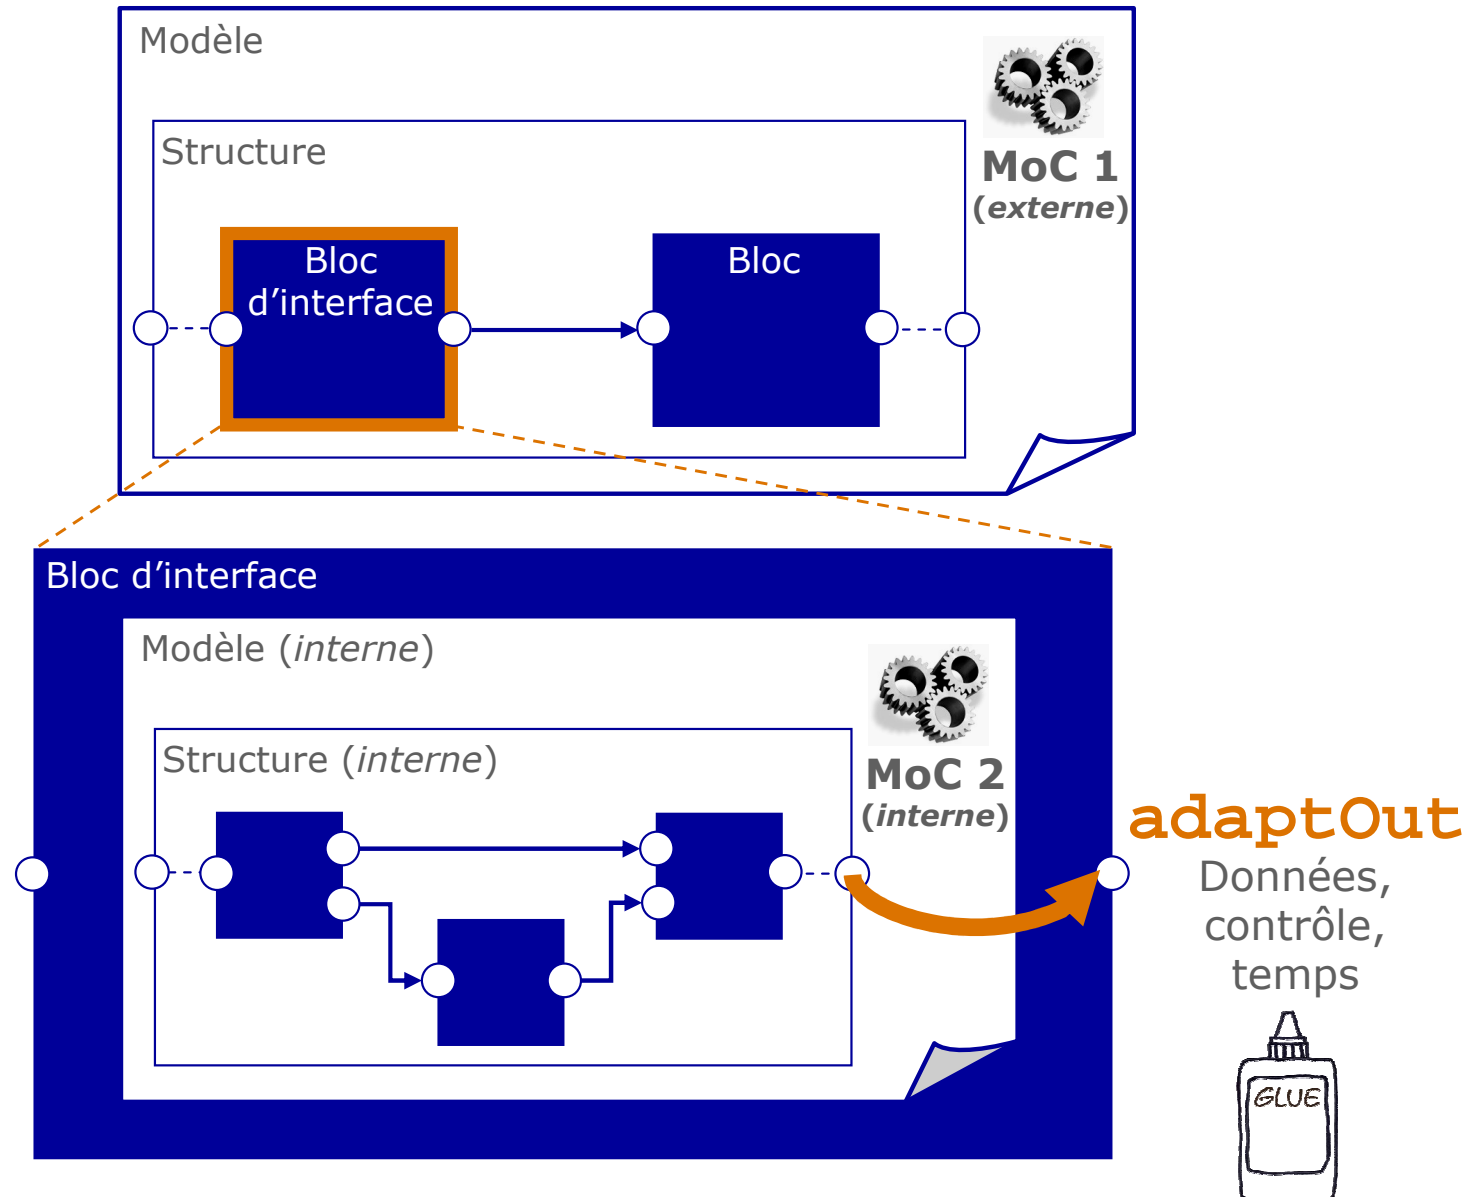 Modèle
Structure
MoC 1
(externe)
Bloc
d’interface
Bloc
Bloc d’interface
Modèle (interne)
Structure (interne)
MoC 2
(interne)
adaptOut
Données,
contrôle,
temps
GLUE